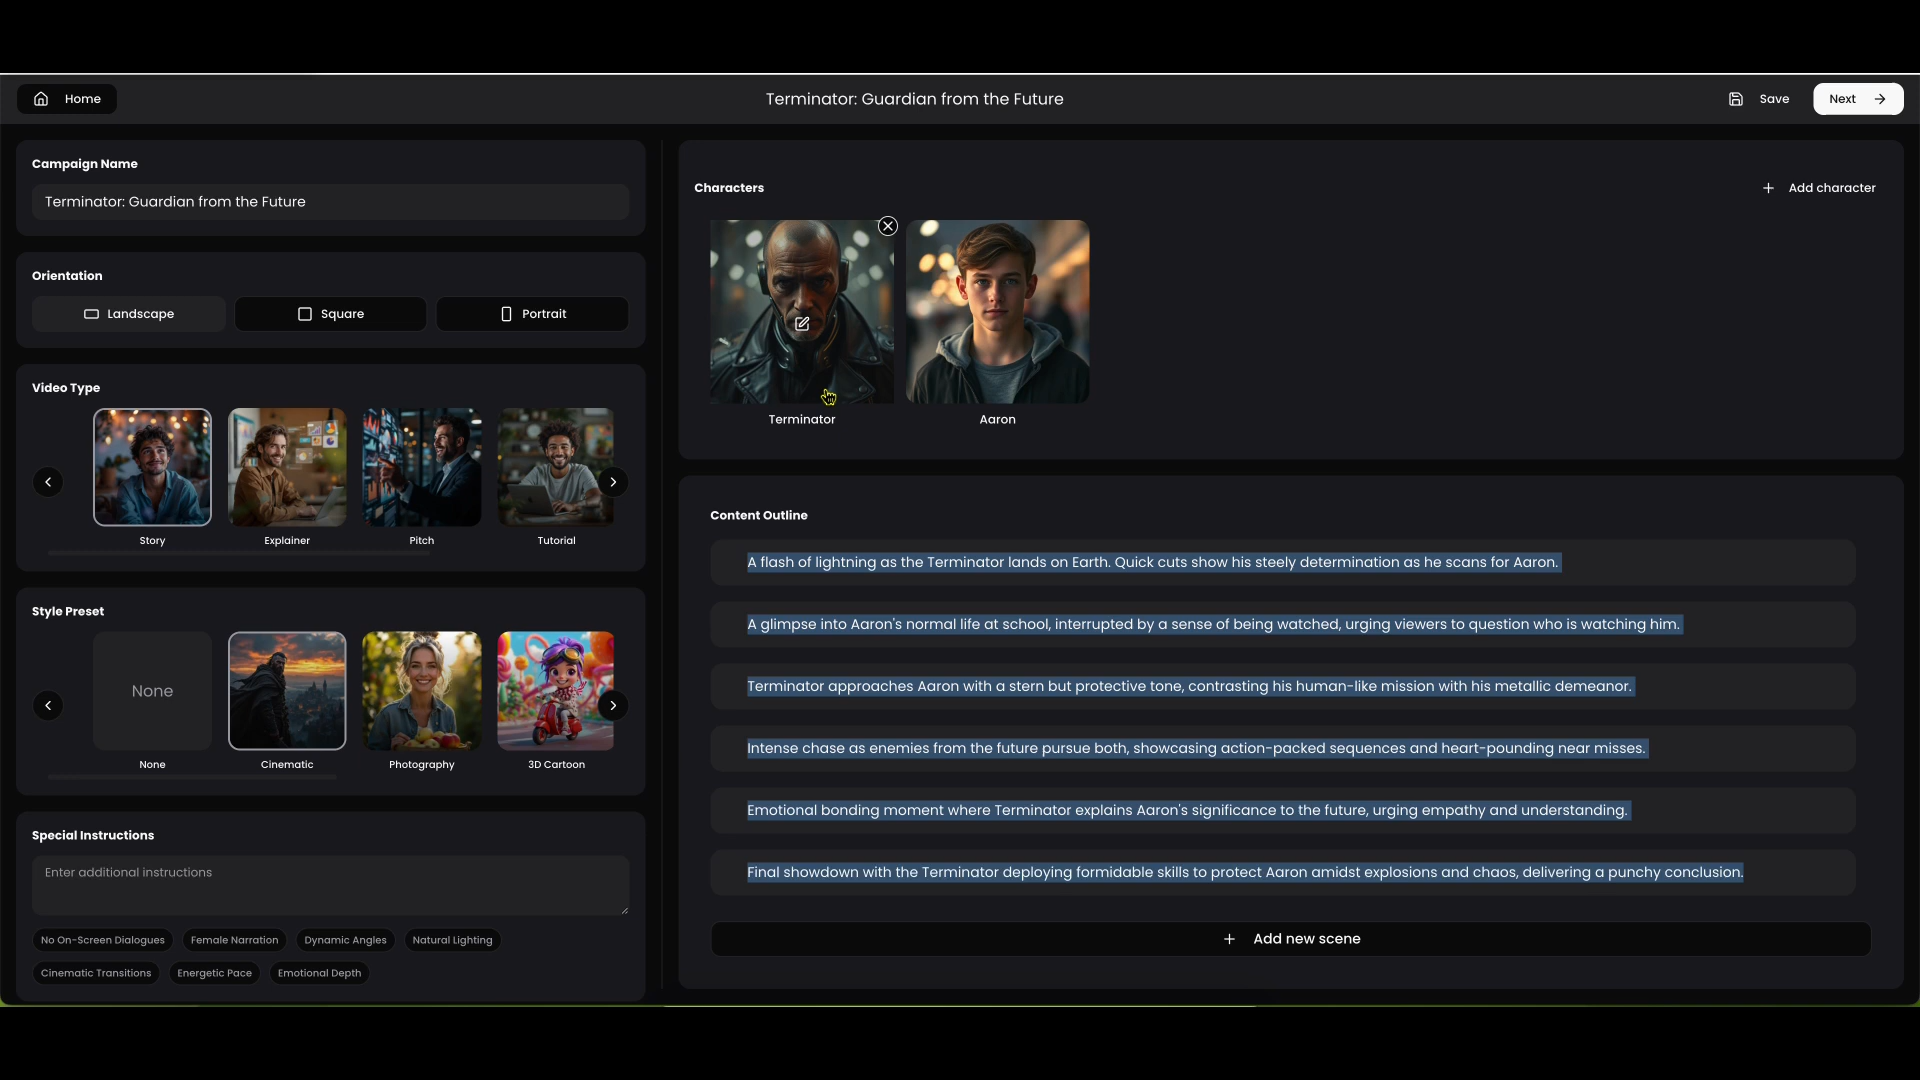 Home
Terminator: Guardian from the Future
Save
Next
Campaign Name
Terminator: Guardian from the Future
Orientation
Landscape
Square
Portrait
Video Type
Story
Explainer
Pitch
Tutorial
Style Preset
None
None
Cinematic
Photography
3D Cartoon
Special Instructions
Enter additional instructions
No On-Screen Dialogues
Female Narration
Dynamic Angles
Natural Lighting
Cinematic Transitions
Energetic Pace
Emotional Depth
Characters
Add character
Terminator
Aaron
Content Outline
A flash of lightning as the Terminator lands on Earth. Quick cuts show his steely determination as he scans for Aaron.
A glimpse into Aaron's normal life at school, interrupted by a sense of being watched, urging viewers to question who is watching him.
Terminator approaches Aaron with a stern but protective tone, contrasting his human-like mission with his metallic demeanor.
Intense chase as enemies from the future pursue both, showcasing action-packed sequences and heart-pounding near misses.
Emotional bonding moment where Terminator explains Aaron's significance to the future, urging empathy and understanding.
Final showdown with the Terminator deploying formidable skills to protect Aaron amidst explosions and chaos, delivering a punchy conclusion.
Add new scene